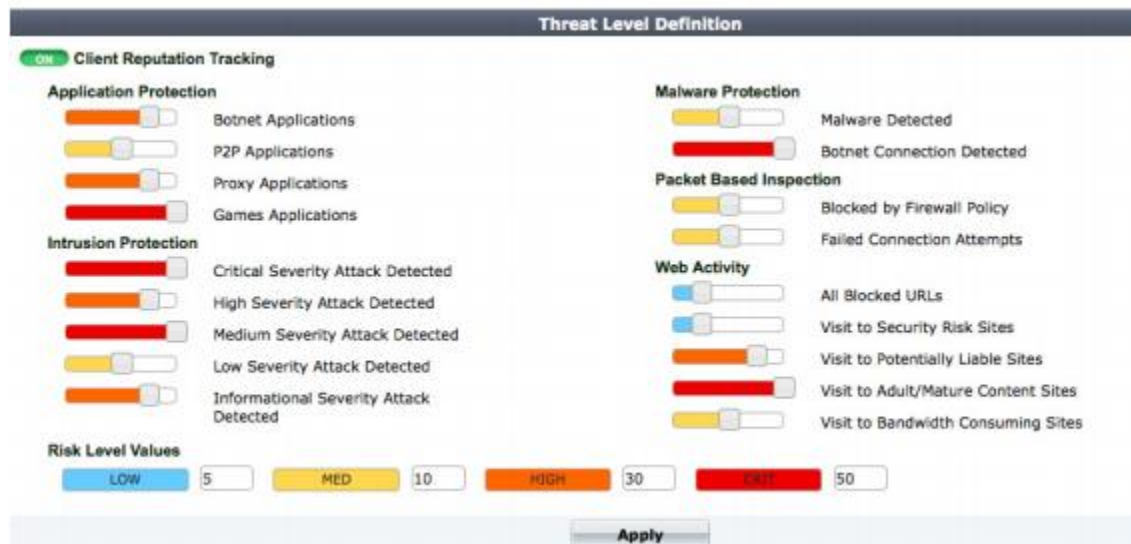 Threat Level Definition
ON Client Reputation Tracking
Application Protection
Botnet Applications
P2P Applications
Proxy Applications
Games Applications
Intrusion Protection
Critical Severity Attack Detected
High Severity Attack Detected
Medium Severity Attack Detected
Low Severity Attack Detected
Informational Severity Attack
Detected
Malware Protection
Malware Detected
Botnet Connection Detected
Packet Based Inspection
Blocked by Firewall Policy
Failed Connection Attempts
Web Activity
All Blocked URLs
Visit to Security Risk Sites
Visit to Potentially Liable Sites
Visit to Adult/Mature Content Sites
Visit to Bandwidth Consuming Sites
Risk Level Values
LOW 5 MED 10 HIGH 30 CRIT 50
Apply